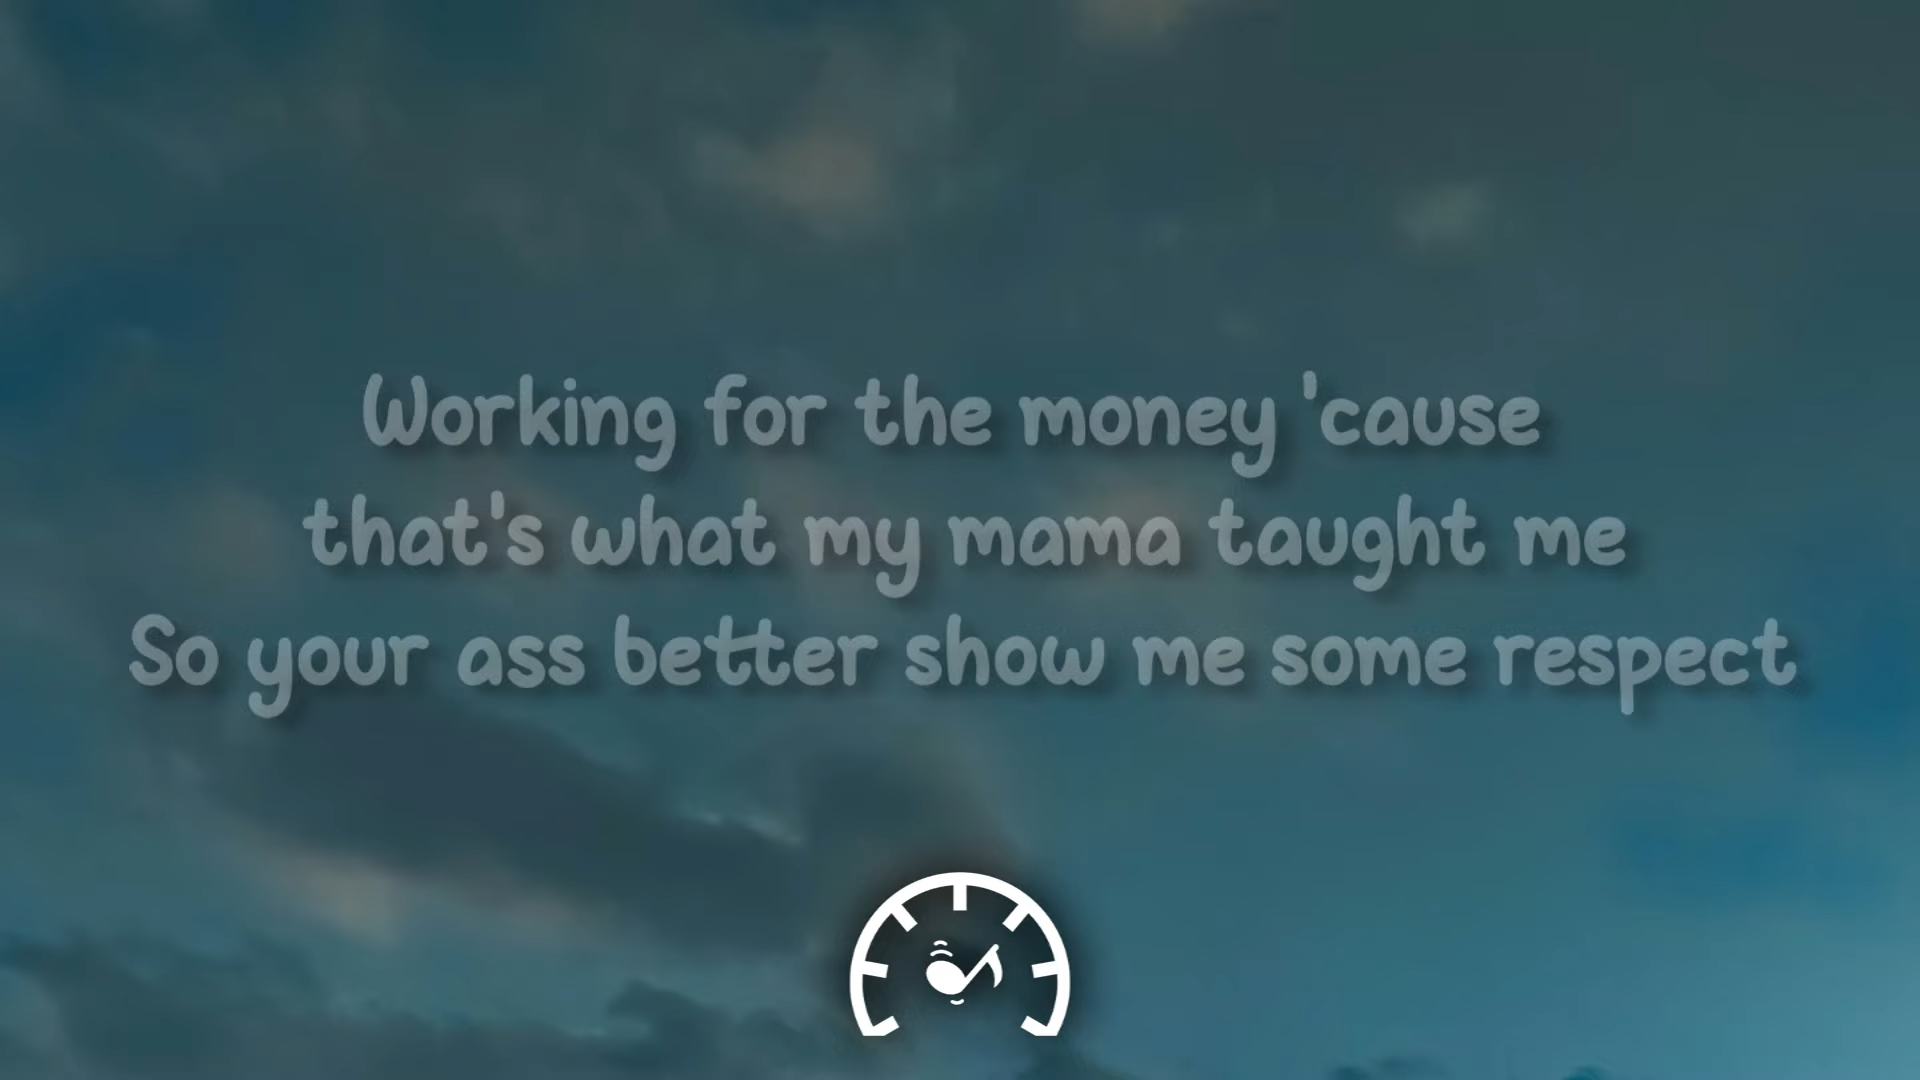 Working for the money 'cause
that's what my mama taught me
So your ass better show me some respect